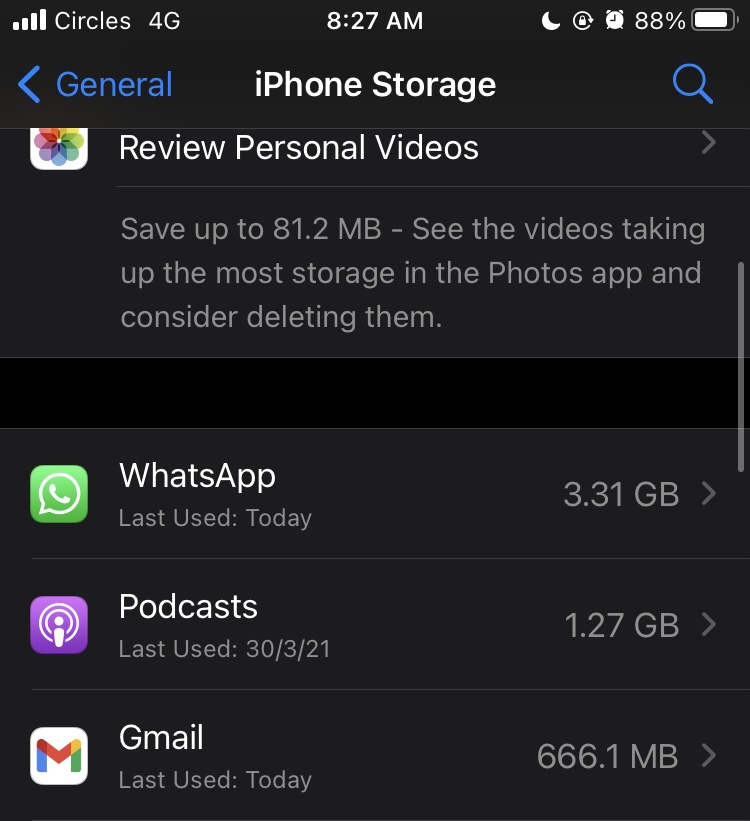 Circles 4G 8:27 AM 88%
General iPhone Storage
Review Personal Videos
Save up to 81.2 MB - See the videos taking
up the most storage in the Photos app and
consider deleting them.
WhatsApp
3.31 GB
Last Used: Today
Podcasts
1.27 GB
Last Used: 30/3/21
Gmail
666.1 MB
Last Used: Today